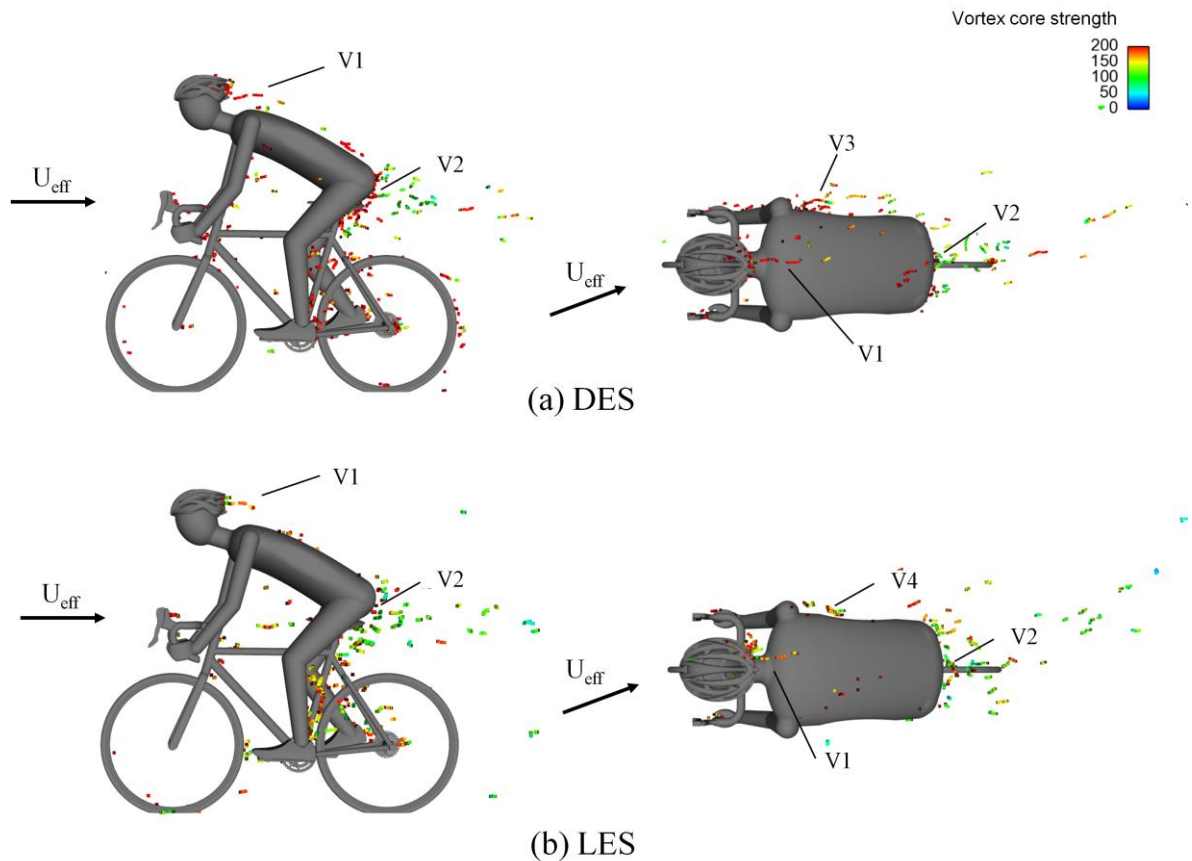 Vortex core strength
200
150
100
50
0
V1
V2
U_eff
V3
V2
U_eff
V1
(a) DES
V1
V2
U_eff
V4
V2
U_eff
V1
(b) LES